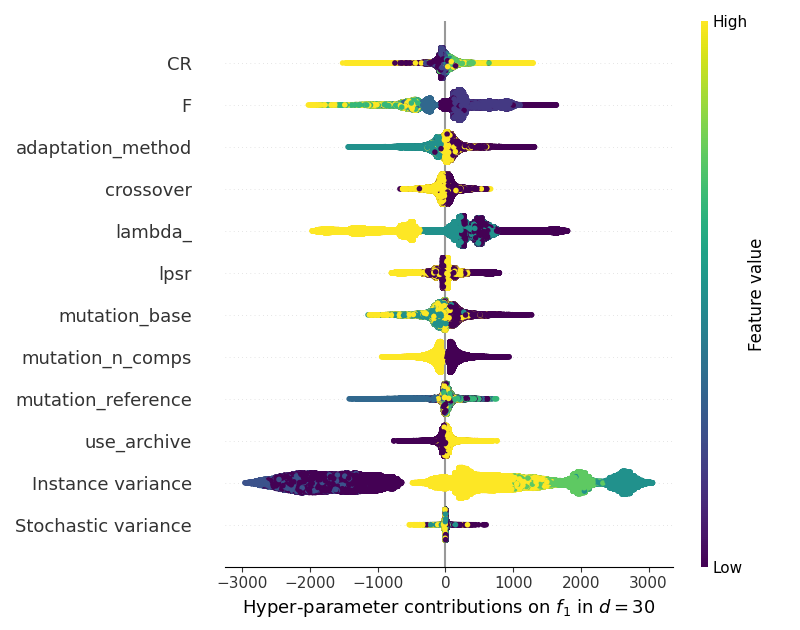 CR
F
adaptation_method
crossover
lambda_
lpsr
mutation_base
mutation_n_comps
mutation_reference
use_archive
Instance variance
Stochastic variance
−3000 −2000 −1000 0 1000 2000 3000
Hyper-parameter contributions on f₁ in d = 30
High
Feature value
Low